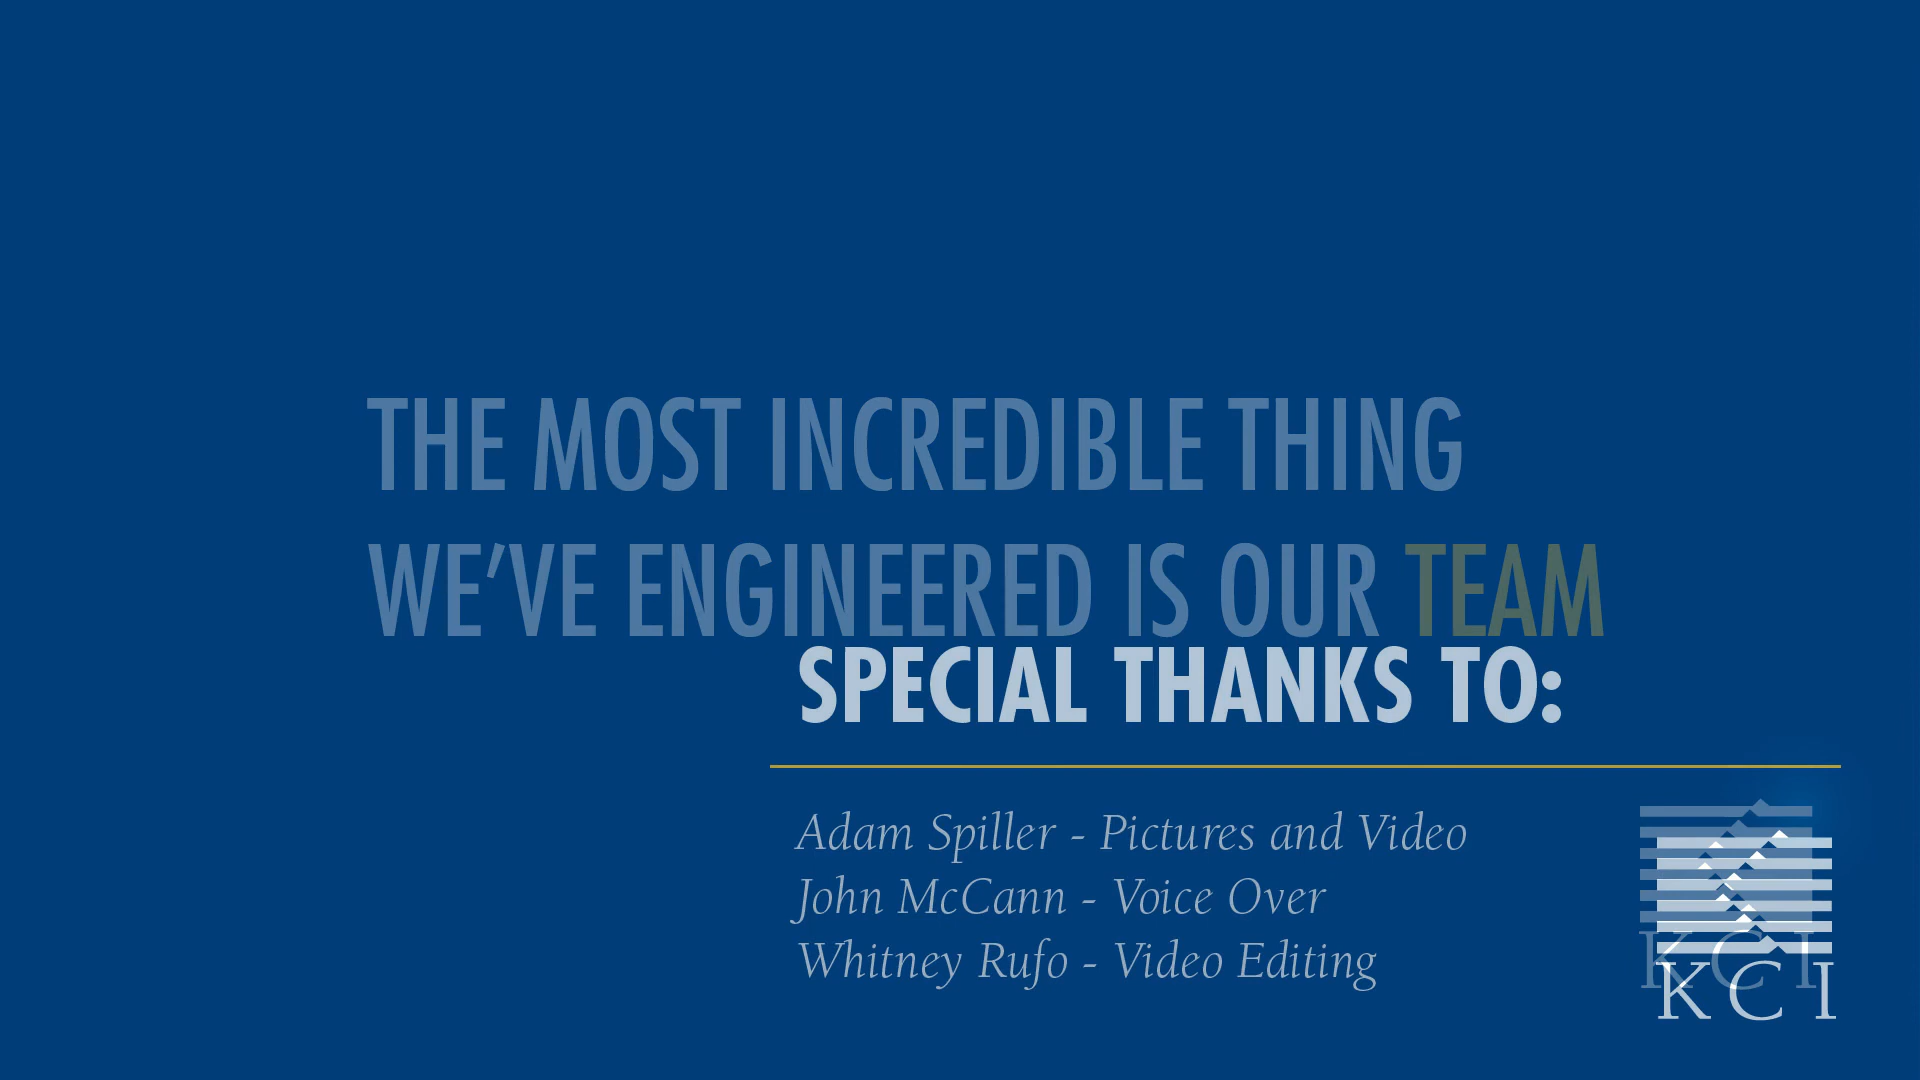 THE MOST INCREDIBLE THING
WE’VE ENGINEERED IS OUR TEAM
SPECIAL THANKS TO:
Adam Spiller - Pictures and Video
John McCann - Voice Over
Whitney Rufo - Video Editing
KCI
KCI